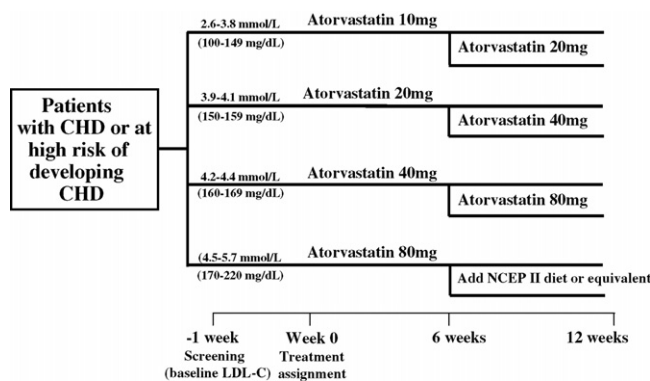 Patients
with CHD or at
high risk of
developing
CHD
2.6-3.8 mmol/L
(100-149 mg/dL)
Atorvastatin 10mg
Atorvastatin 20mg
3.9-4.1 mmol/L
(150-159 mg/dL)
Atorvastatin 20mg
Atorvastatin 40mg
4.2-4.4 mmol/L
(160-169 mg/dL)
Atorvastatin 40mg
Atorvastatin 80mg
(4.5-5.7 mmol/L
(170-220 mg/dL)
Atorvastatin 80mg
Add NCEP II diet or equivalent
-1 week
Screening
(baseline LDL-C)
Week 0
Treatment
assignment
6 weeks
12 weeks